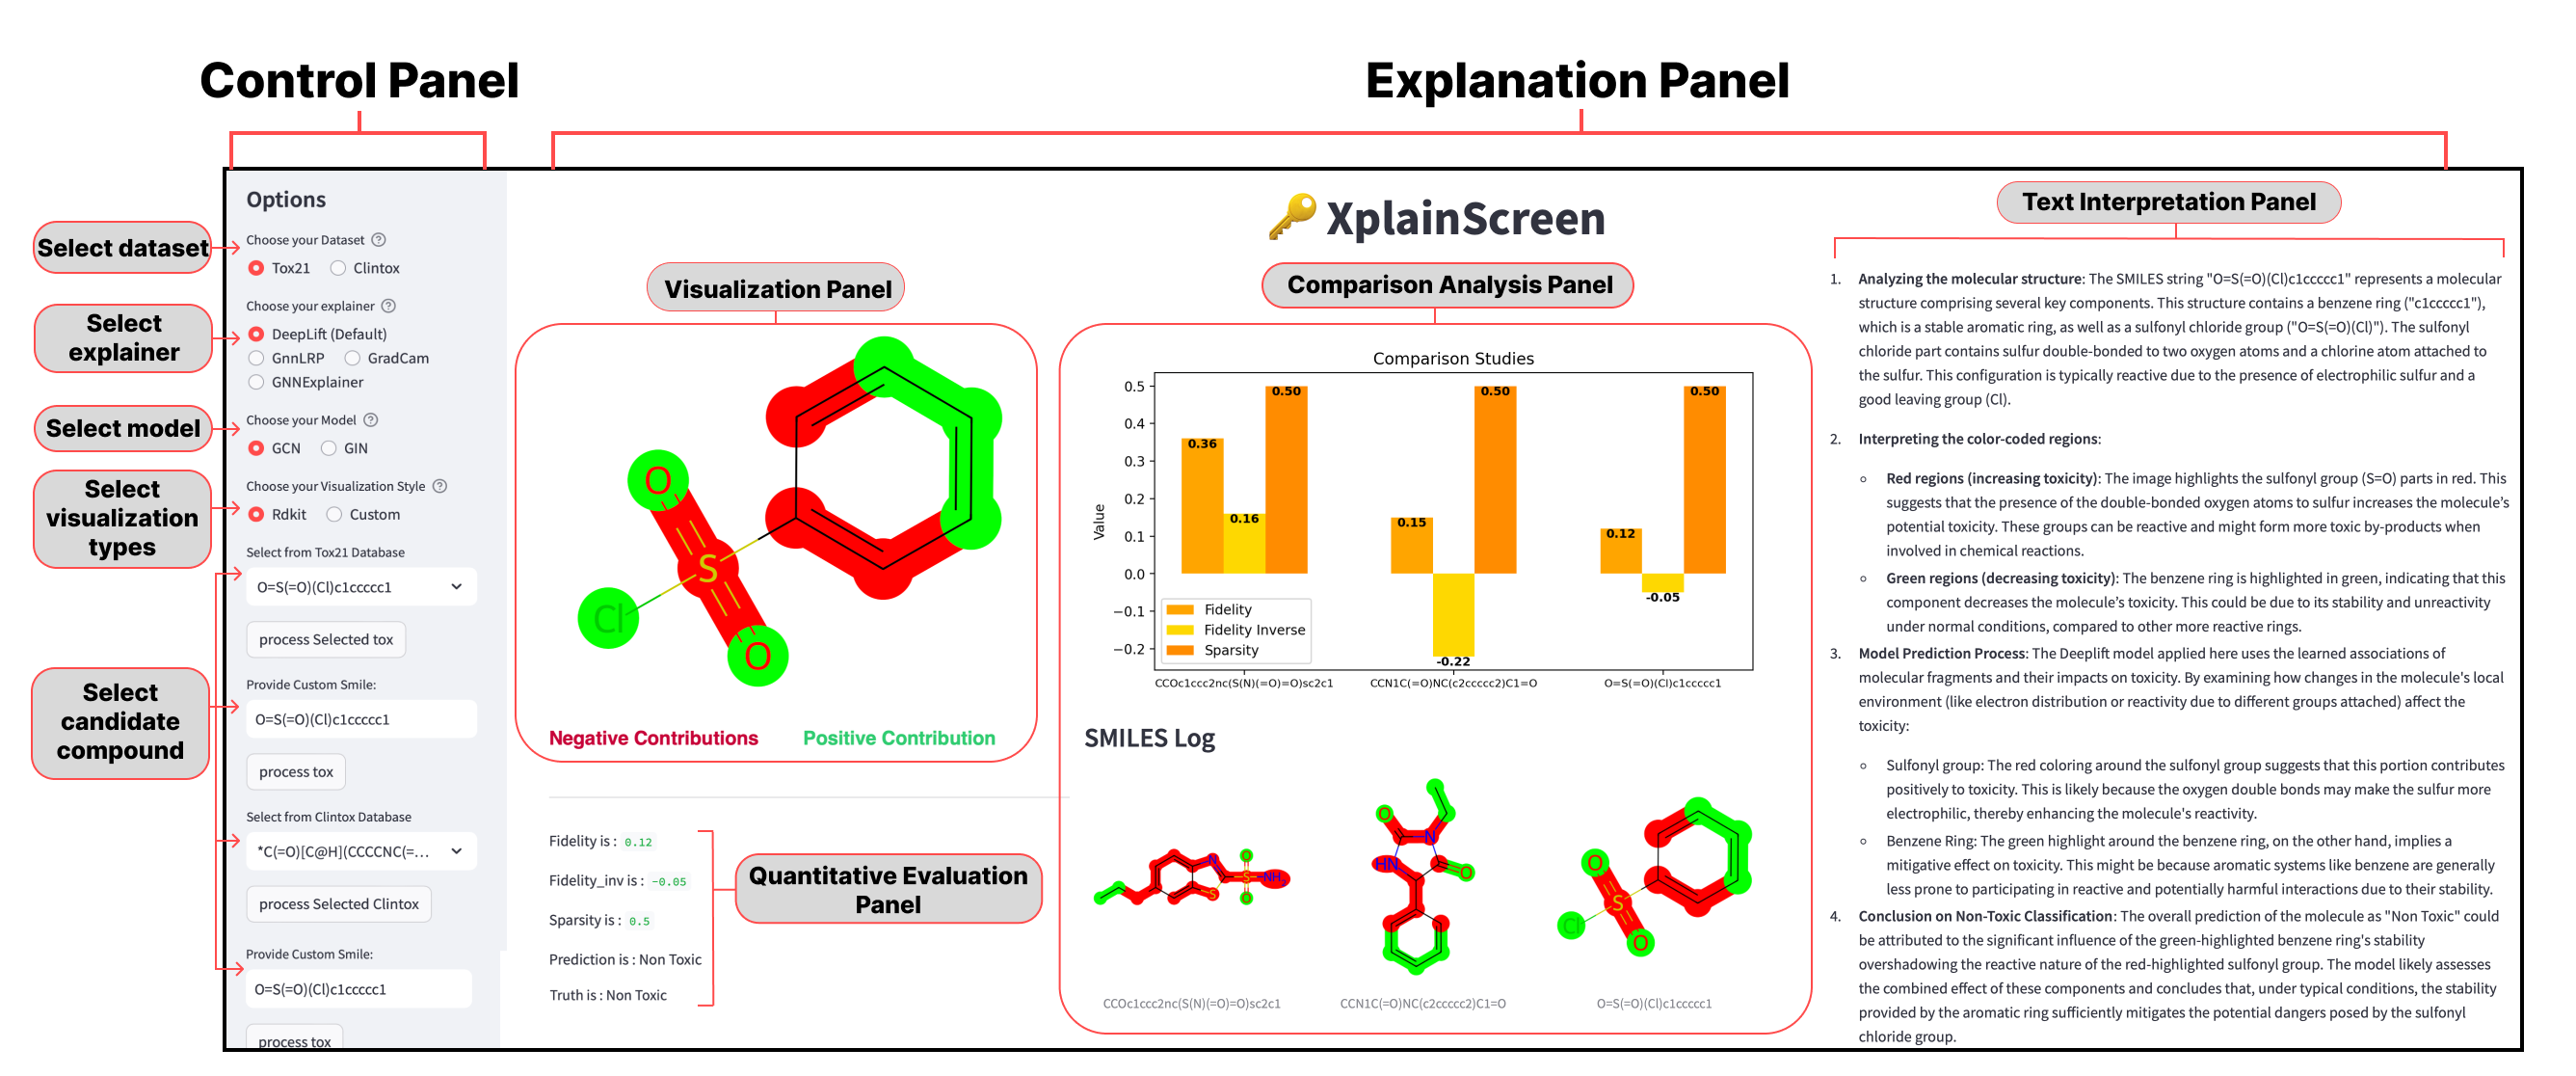 Control Panel
Explanation Panel
Select dataset
Select
explainer
Select model
Select
visualization
types
Select
candidate
compound
Options
Choose your Dataset ?
Tox21 Clintox
Choose your explainer ?
DeepLift (Default)
GnnLRP GradCam
GNNExplainer
Choose your Model ?
GCN GIN
Choose your Visualization Style ?
Rdkit Custom
Select from Tox21 Database
O=S(=O)(Cl)c1ccccc1
process Selected tox
Provide Custom Smile:
O=S(=O)(Cl)c1ccccc1
process tox
Select from Clintox Database
*C(=O)[C@H](CCCCNC(=...
process Selected Clintox
Provide Custom Smile:
O=S(=O)(Cl)c1ccccc1
process tox
XplainScreen
Visualization Panel
O
S
Cl
O
Negative Contributions Positive Contribution
Fidelity is : 0.12
Fidelity_inv is : -0.05
Sparsity is : 0.5
Prediction is : Non Toxic
Truth is : Non Toxic
Quantitative Evaluation
Panel
Comparison Analysis Panel
Comparison Studies
Value
0.5
0.4
0.3
0.2
0.1
0.0
−0.1
−0.2
0.36
0.16
0.50
0.15
-0.22
0.50
0.12
-0.05
0.50
Fidelity
Fidelity Inverse
Sparsity
CCOc1ccc2nc(S(N)(=O)=O)sc2c1 CCN1C(=O)NC(c2ccccc2)C1=O O=S(=O)(Cl)c1ccccc1
SMILES Log
N
S
O
S
NH₂
O
O
N
HN
O
O
S
Cl
O
CCOc1ccc2nc(S(N)(=O)=O)sc2c1 CCN1C(=O)NC(c2ccccc2)C1=O O=S(=O)(Cl)c1ccccc1
Text Interpretation Panel
1. Analyzing the molecular structure: The SMILES string "O=S(=O)(Cl)c1ccccc1" represents a molecular
structure comprising several key components. This structure contains a benzene ring ("c1ccccc1"),
which is a stable aromatic ring, as well as a sulfonyl chloride group ("O=S(=O)(Cl)"). The sulfonyl
chloride part contains sulfur double-bonded to two oxygen atoms and a chlorine atom attached to
the sulfur. This configuration is typically reactive due to the presence of electrophilic sulfur and a
good leaving group (Cl).
2. Interpreting the color-coded regions:
Red regions (increasing toxicity): The image highlights the sulfonyl group (S=O) parts in red. This
suggests that the presence of the double-bonded oxygen atoms to sulfur increases the molecule's
potential toxicity. These groups can be reactive and might form more toxic by-products when
involved in chemical reactions.
Green regions (decreasing toxicity): The benzene ring is highlighted in green, indicating that this
component decreases the molecule's toxicity. This could be due to its stability and unreactivity
under normal conditions, compared to other more reactive rings.
3. Model Prediction Process: The Deeplift model applied here uses the learned associations of
molecular fragments and their impacts on toxicity. By examining how changes in the molecule's local
environment (like electron distribution or reactivity due to different groups attached) affect the
toxicity:
Sulfonyl group: The red coloring around the sulfonyl group suggests that this portion contributes
positively to toxicity. This is likely because the oxygen double bonds may make the sulfur more
electrophilic, thereby enhancing the molecule's reactivity.
Benzene Ring: The green highlight around the benzene ring, on the other hand, implies a
mitigative effect on toxicity. This might be because aromatic systems like benzene are generally
less prone to participating in reactive and potentially harmful interactions due to their stability.
4. Conclusion on Non-Toxic Classification: The overall prediction of the molecule as "Non Toxic" could
be attributed to the significant influence of the green-highlighted benzene ring's stability
overshadowing the reactive nature of the red-highlighted sulfonyl group. The model likely assesses
the combined effect of these components and concludes that, under typical conditions, the stability
provided by the aromatic ring sufficiently mitigates the potential dangers posed by the sulfonyl
chloride group.